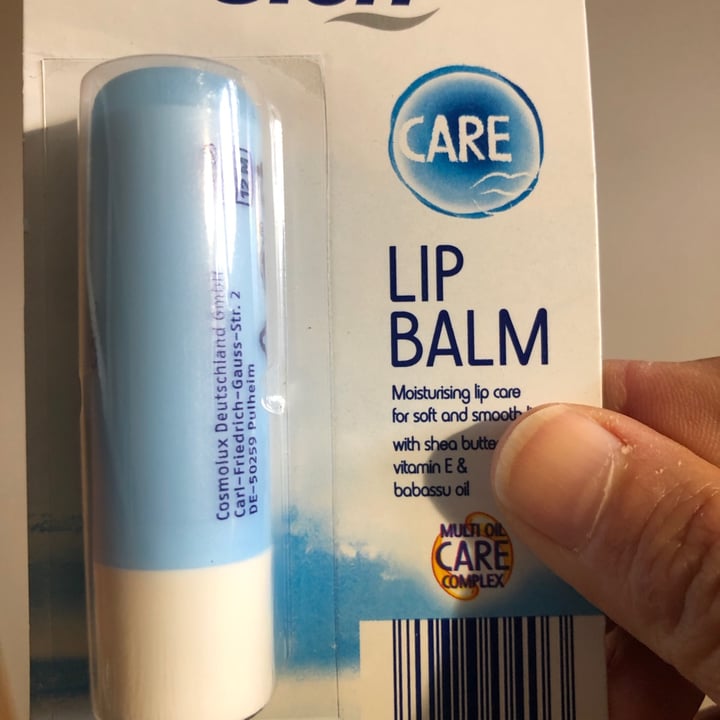 CARE
LIP
BALM
Moisturising lip care
for soft and smooth
with shea
vitamin E &
babassu oil
MULTI OIL
CARE
COMPLEX
12 M
Cosmolux Deutschland GmbH
Carl-Friedrich-Gauss-Str. 2
DE-50259 Pulheim